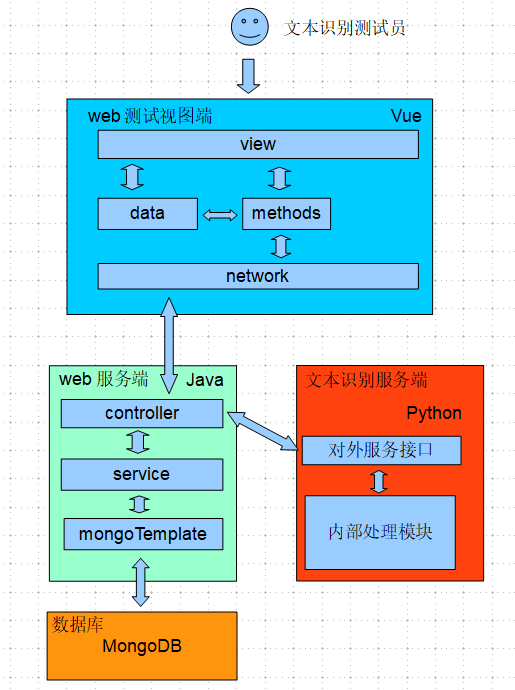 文本识别测试员
web 测试视图端 Vue
view
data methods
network
web 服务端 Java
controller
service
mongoTemplate
文本识别服务端
Python
对外服务接口
内部处理模块
数据库
MongoDB